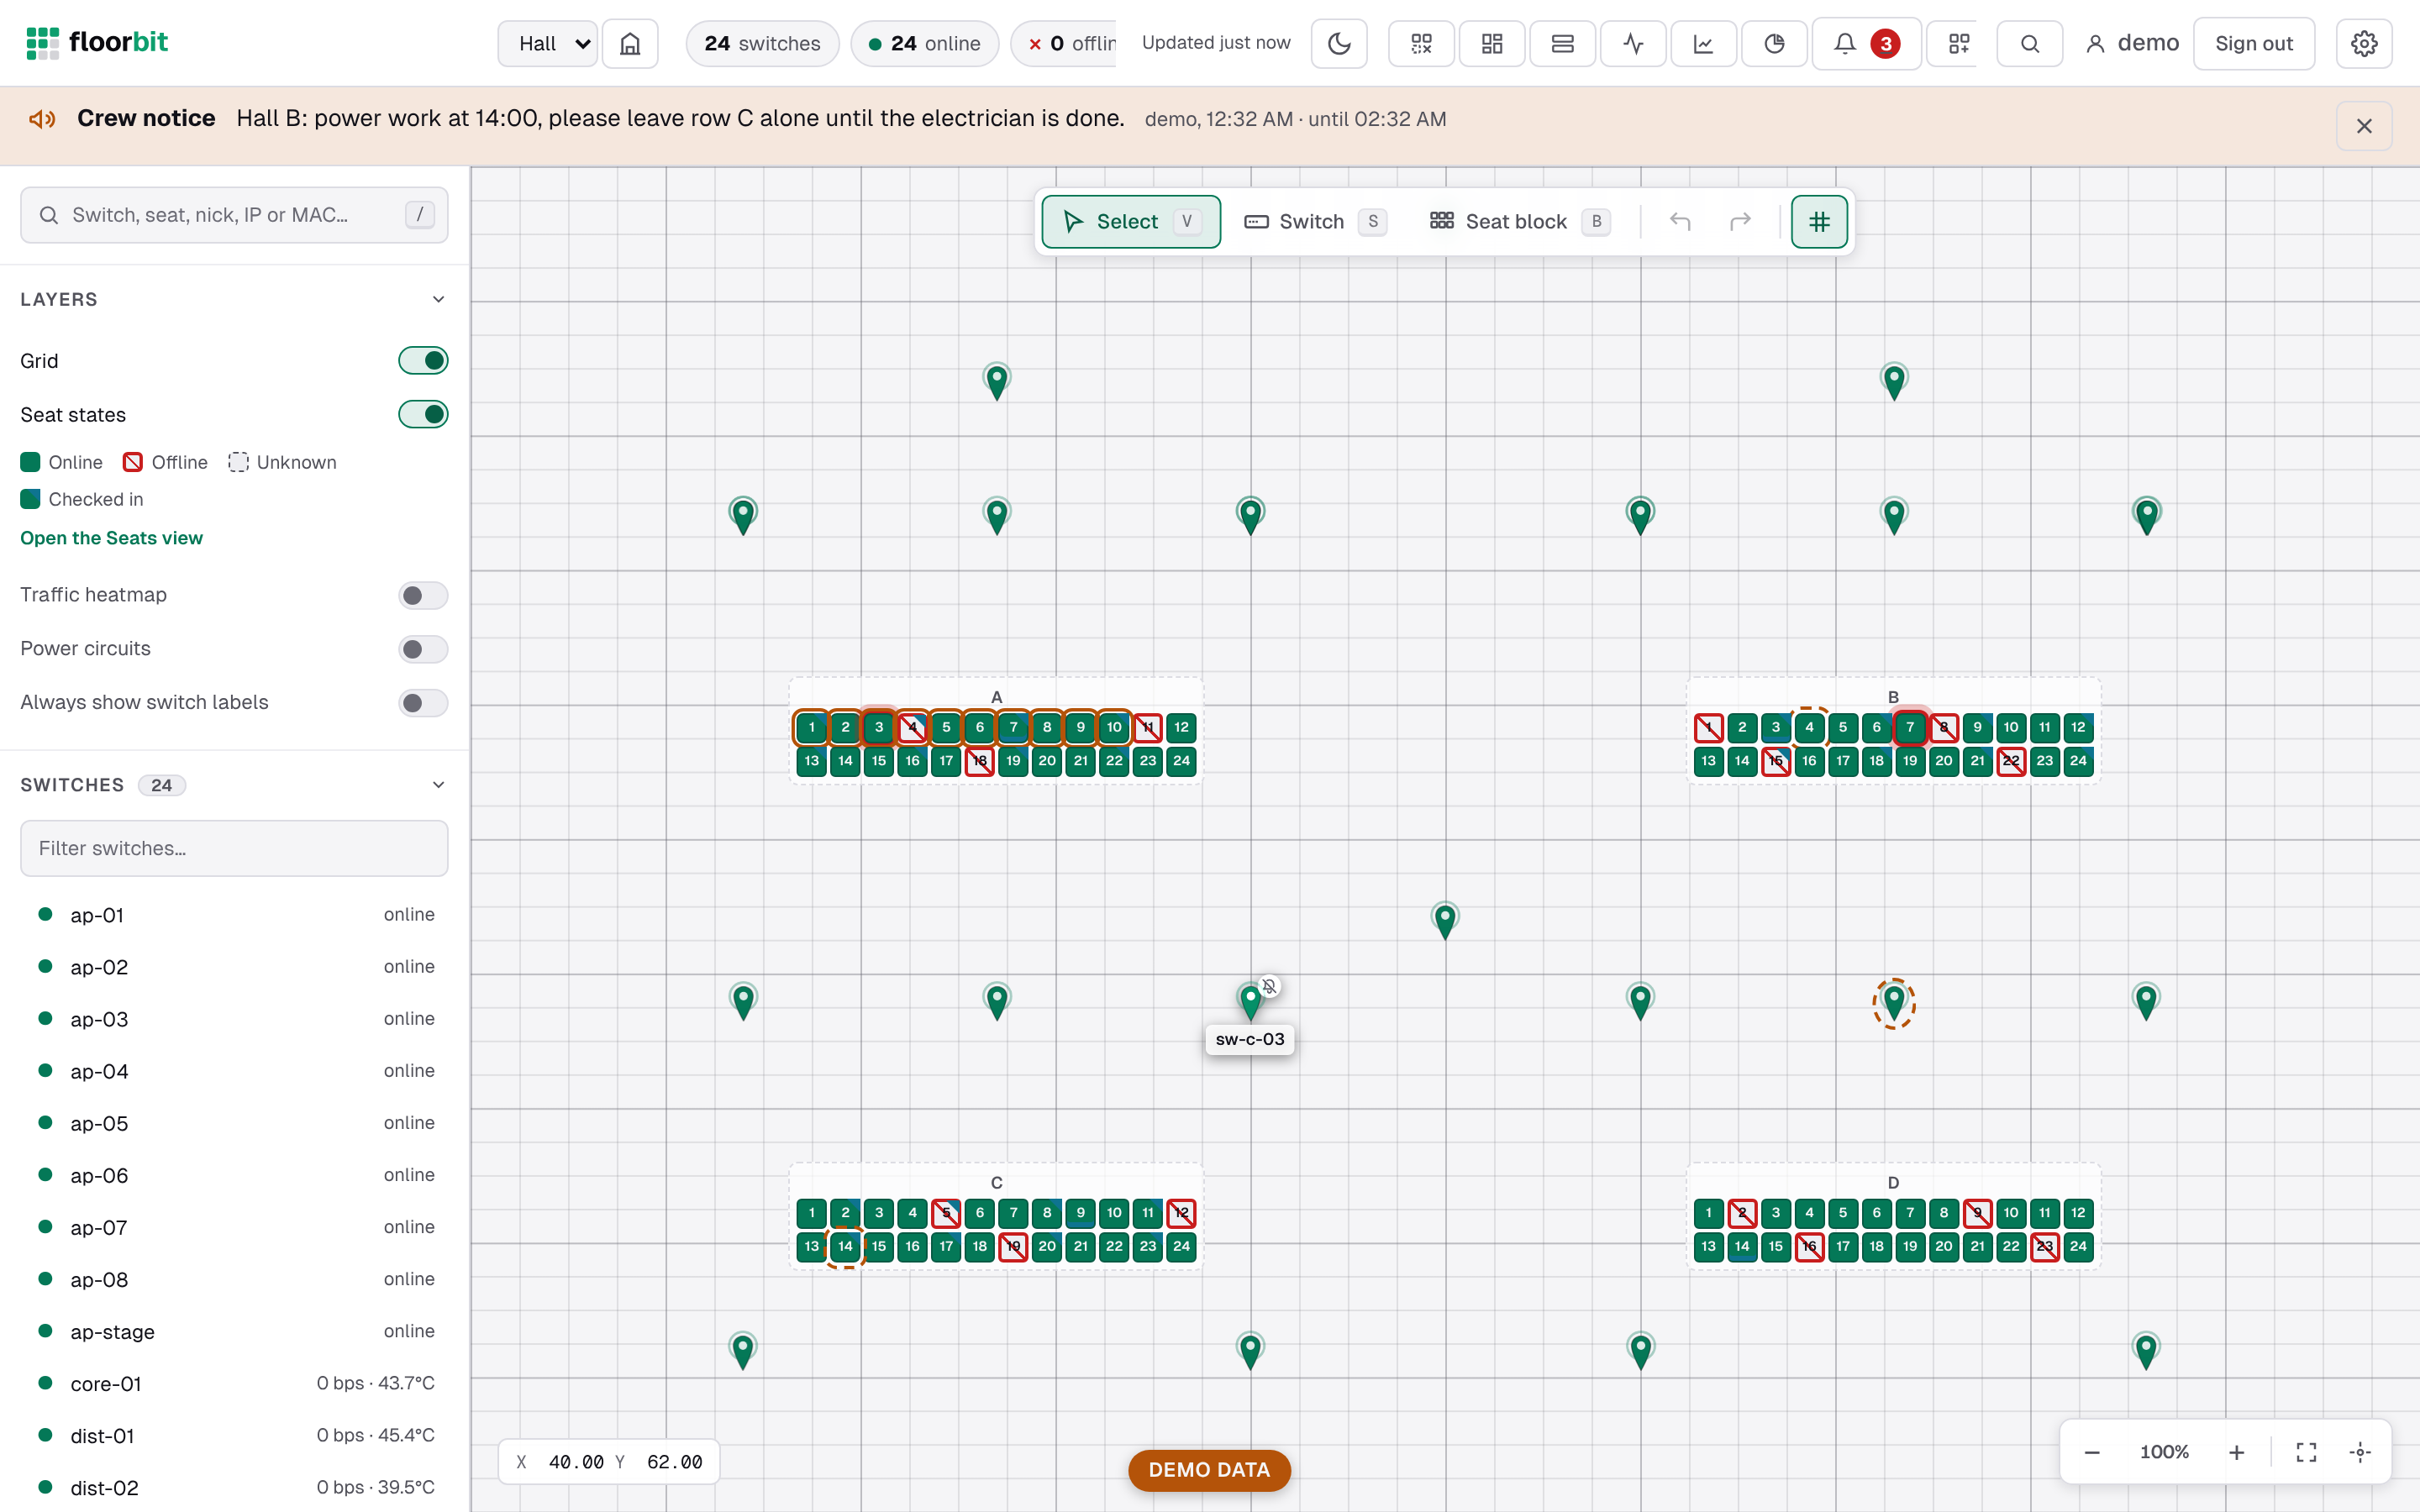 floorbit
Hall
24 switches
24 online
0 offlin
Updated just now
3
demo
Sign out
Crew notice Hall B: power work at 14:00, please leave row C alone until the electrician is done. demo, 12:32 AM · until 02:32 AM
Switch, seat, nick, IP or MAC... /
Select V
Switch S
Seat block B
LAYERS
Grid
Seat states
Online Offline Unknown
Checked in
Open the Seats view
Traffic heatmap
Power circuits
Always show switch labels
SWITCHES 24
Filter switches...
ap-01 online
ap-02 online
ap-03 online
ap-04 online
ap-05 online
ap-06 online
ap-07 online
ap-08 online
ap-stage online
core-01 0 bps · 43.7°C
dist-01 0 bps · 45.4°C
dist-02 0 bps · 39.5°C
A
1 2 3 4 5 6 7 8 9 10 11 12
13 14 15 16 17 18 19 20 21 22 23 24
B
1 2 3 4 5 6 7 8 9 10 11 12
13 14 15 16 17 18 19 20 21 22 23 24
sw-c-03
C
1 2 3 4 5 6 7 8 9 10 11 12
13 14 15 16 17 18 19 20 21 22 23 24
D
1 2 3 4 5 6 7 8 9 10 11 12
13 14 15 16 17 18 19 20 21 22 23 24
X 40.00 Y 62.00
DEMO DATA
100%